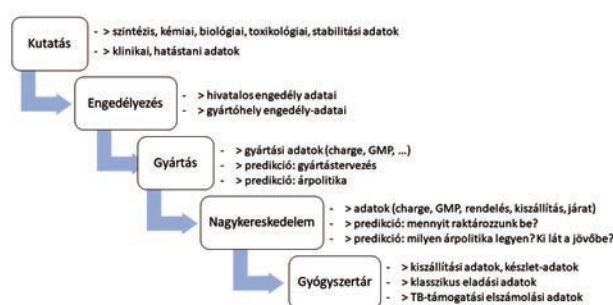 Kutatás
- > szintézis, kémiai, biológiai, toxikológiai, stabilitási adatok
- > klinikai, hatástani adatok
Engedélyezés
- > hivatalos engedély adatai
- > gyártóhely engedély-adatai
Gyártás
- > gyártási adatok (charge, GMP, ...)
- > predikció: gyártástervezés
- > predikció: árpolitika
Nagykereskedelem
- > adatok (charge, GMP, rendelés, kiszállítás, járat)
- > predikció: mennyit raktározzunk be?
- > predikció: milyen árpolitika legyen? Ki lát a jövőbe?
Gyógyszertár
- > kiszállítási adatok, készlet-adatok
- > klasszikus eladási adatok
- > TB-támogatási elszámolási adatok